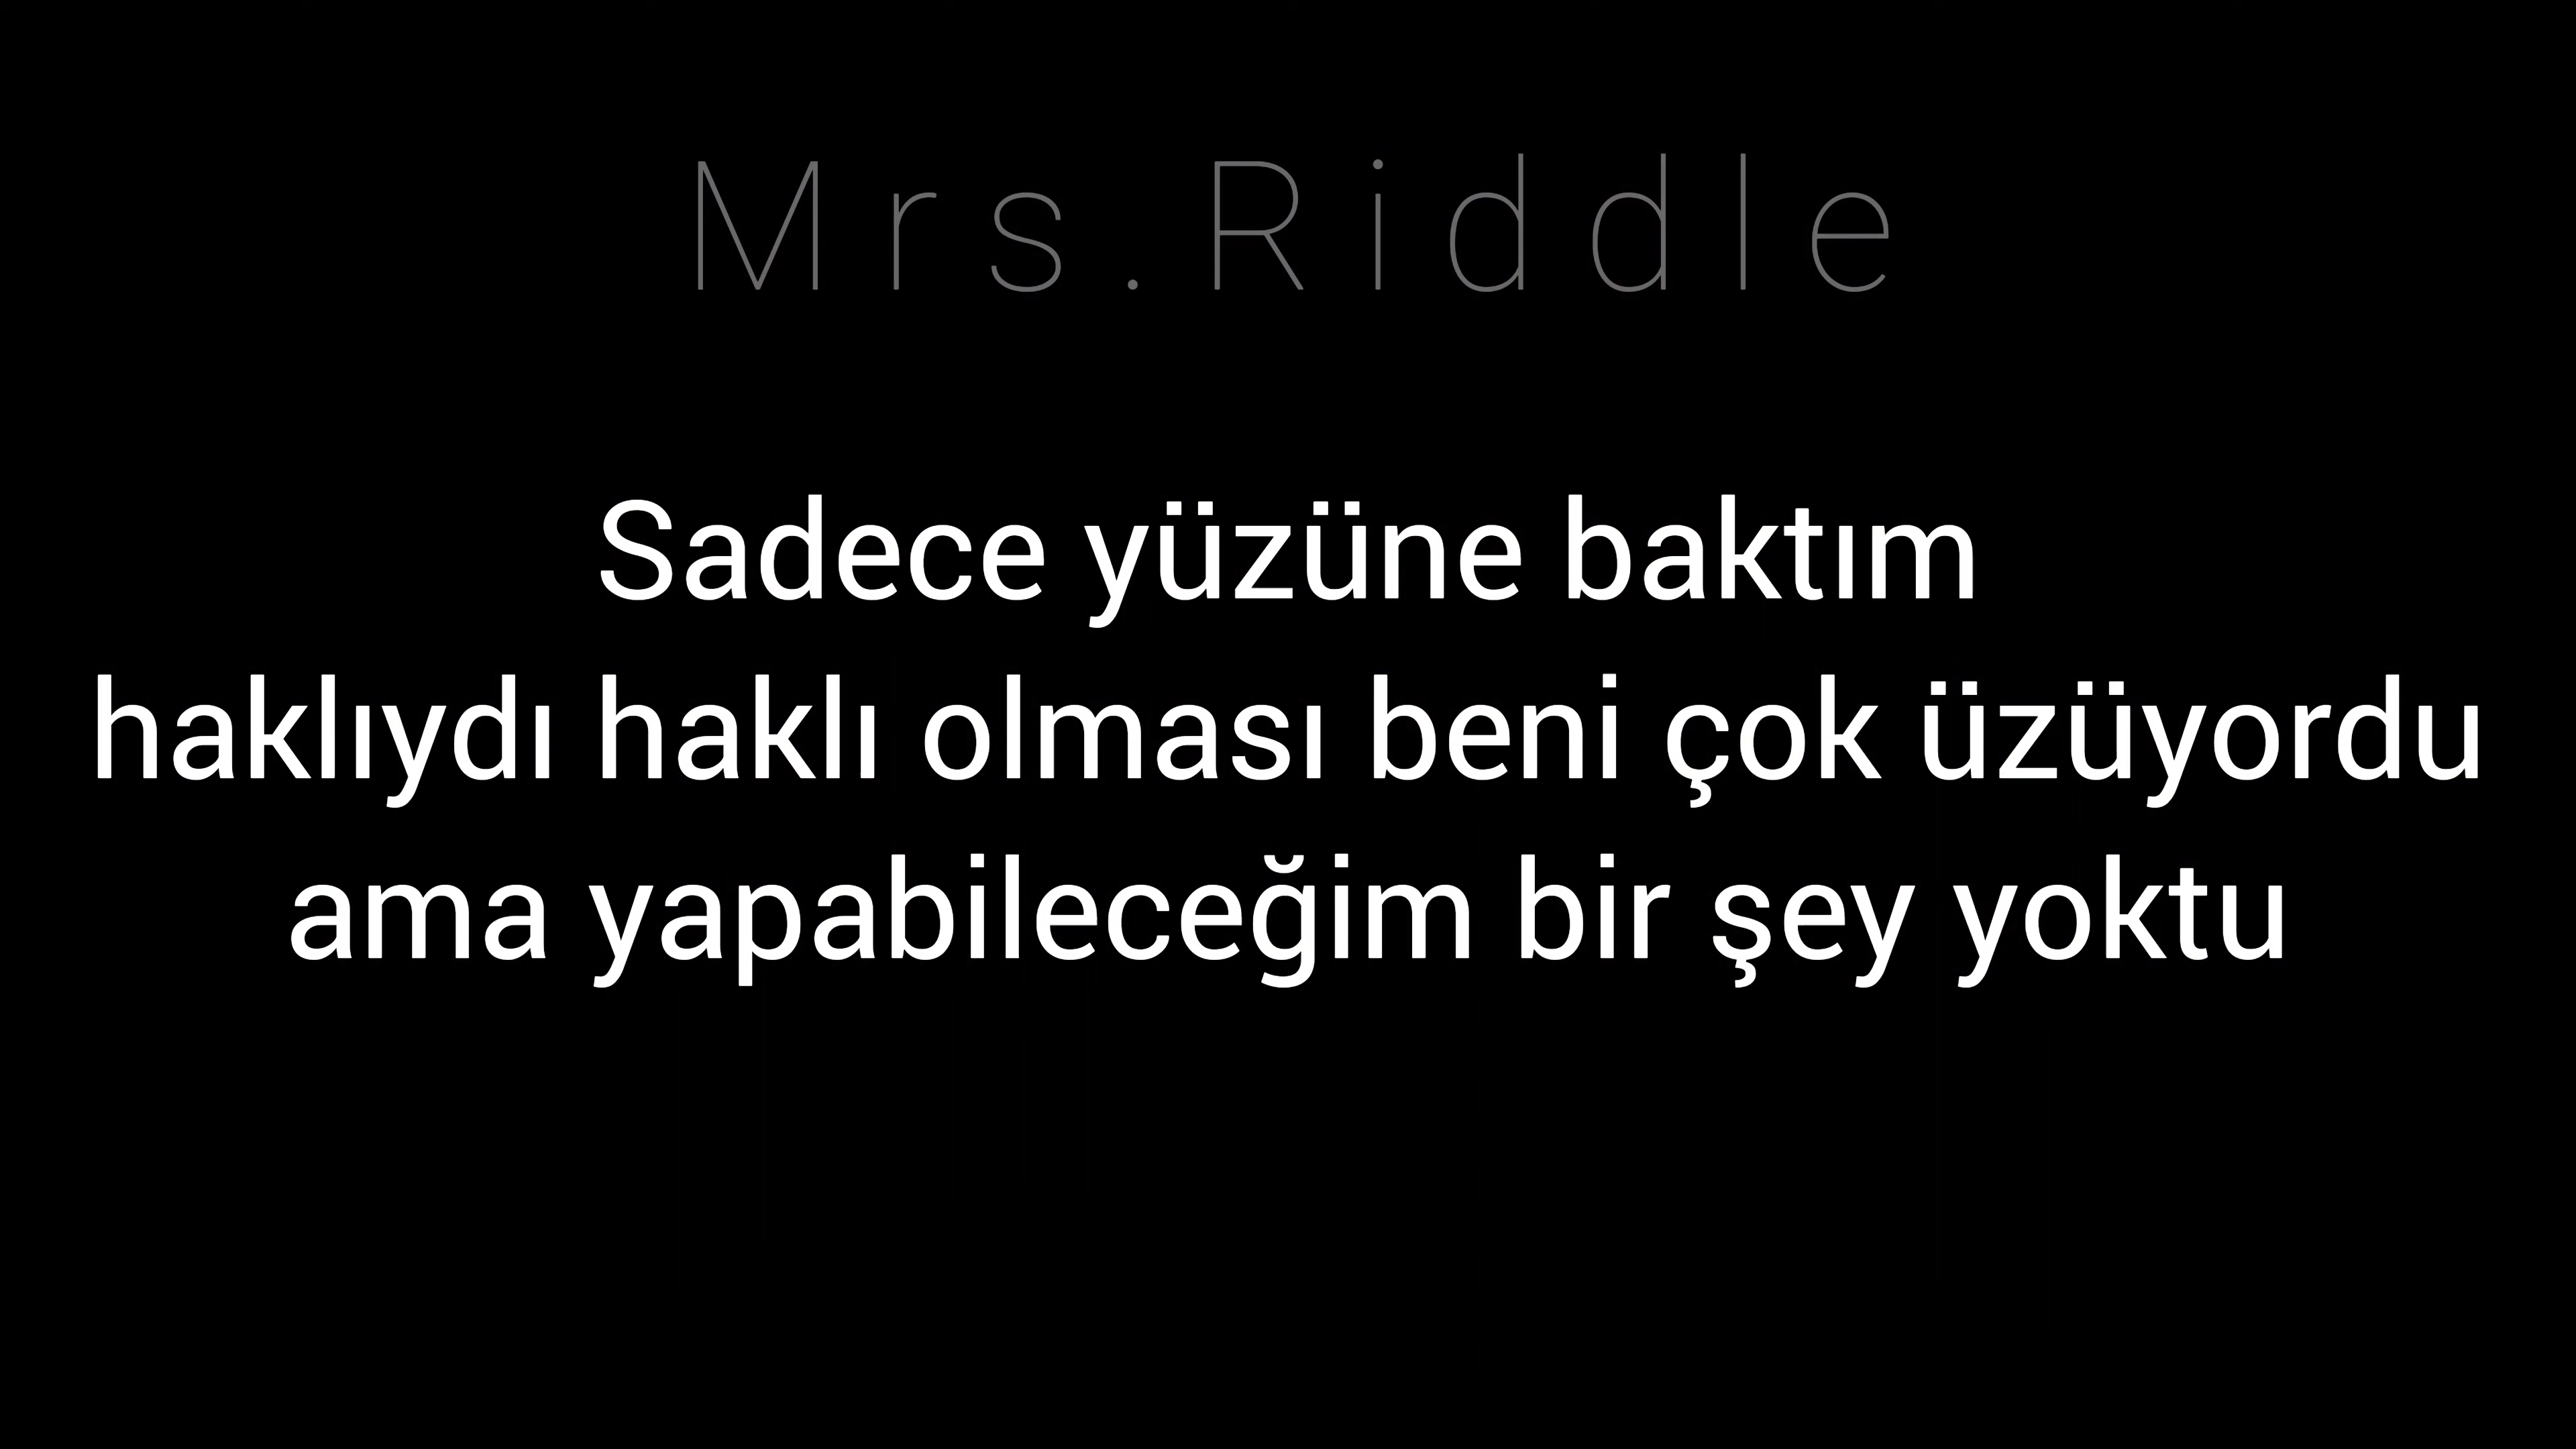 Mrs.Riddle
Sadece yüzüne baktım
haklıydı haklı olması beni çok üzüyordu
ama yapabileceğim bir şey yoktu